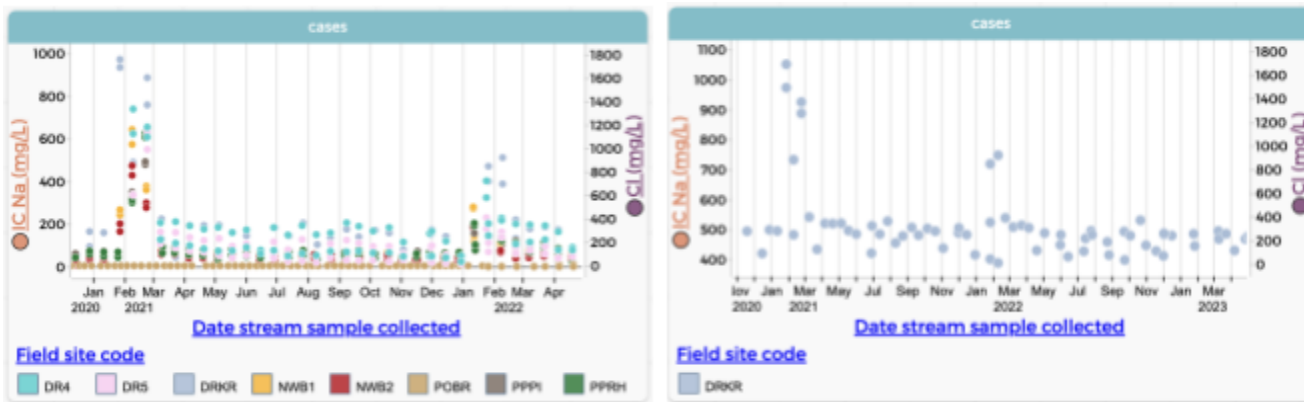 cases
1000
800
600
400
200
0
1800
1600
1400
1200
1000
800
600
400
200
0
IC Na (mg/L)
Cl (mg/L)
Jan Feb Mar Apr May Jun Jul Aug Sep Oct Nov Dec Jan Feb Mar Apr
2020 2021 2022
Date stream sample collected
Field site code
DR4 DR5 DRKR NWB1 NWB2 POBR PPPI PPRH
cases
1100
1000
900
800
700
600
500
400
1800
1600
1400
1200
1000
800
600
400
200
0
IC Na (mg/L)
Cl (mg/L)
lov Jan Mar May Jul Sep Nov Jan Mar May Jul Sep Nov Jan Mar
2020 2021 2022 2023
Date stream sample collected
Field site code
DRKR